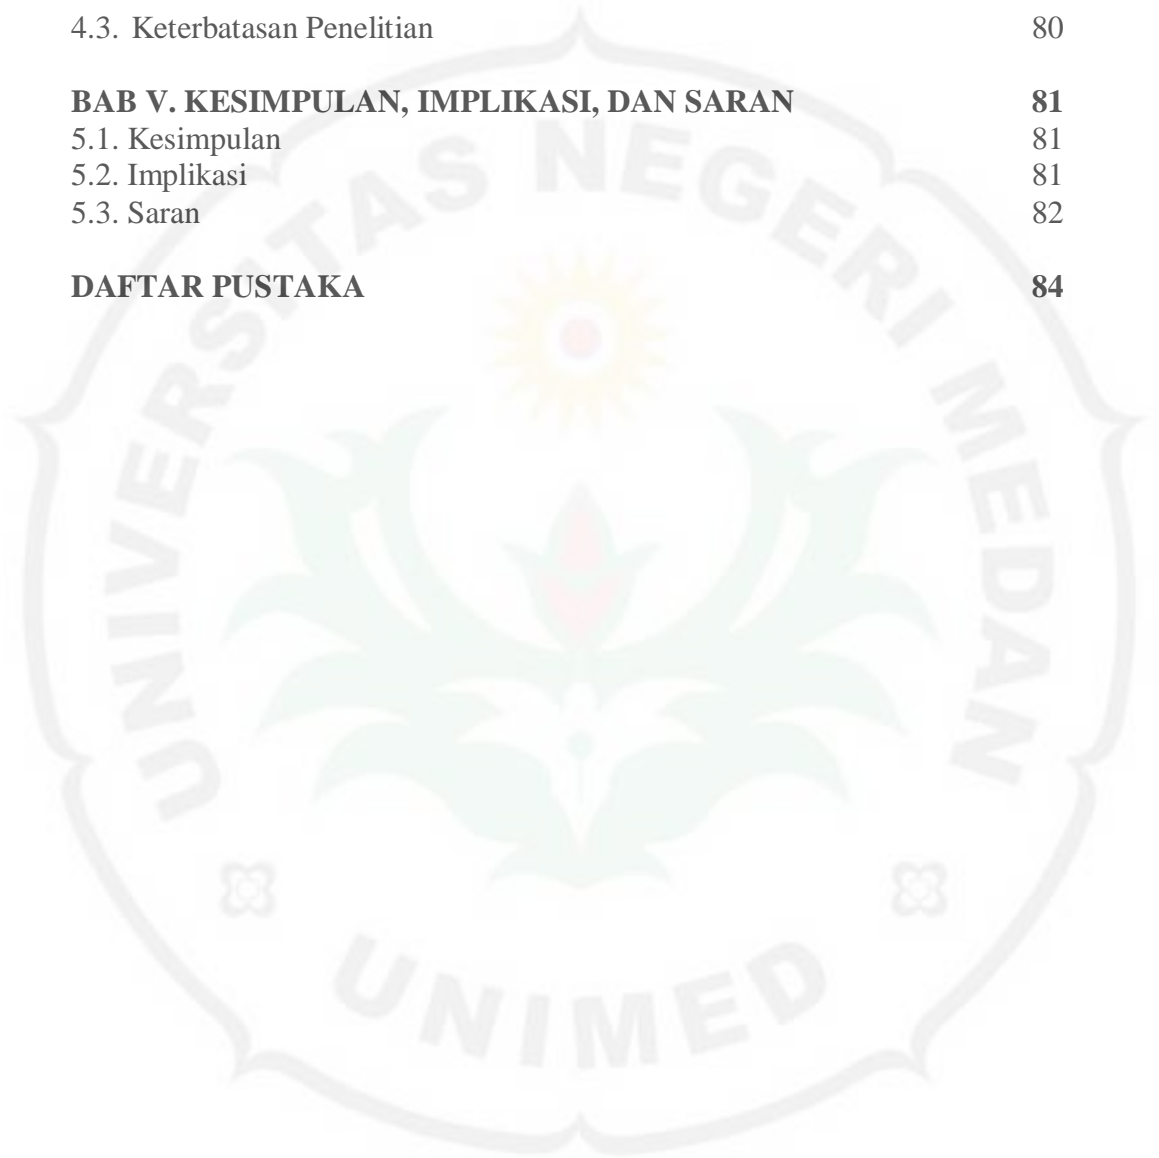 4.3. Keterbatasan Penelitian 80
BAB V. KESIMPULAN, IMPLIKASI, DAN SARAN 81
5.1. Kesimpulan 81
5.2. Implikasi 81
5.3. Saran 82
DAFTAR PUSTAKA 84
UNIVERSITAS NEGERI MEDAN
UNIMED